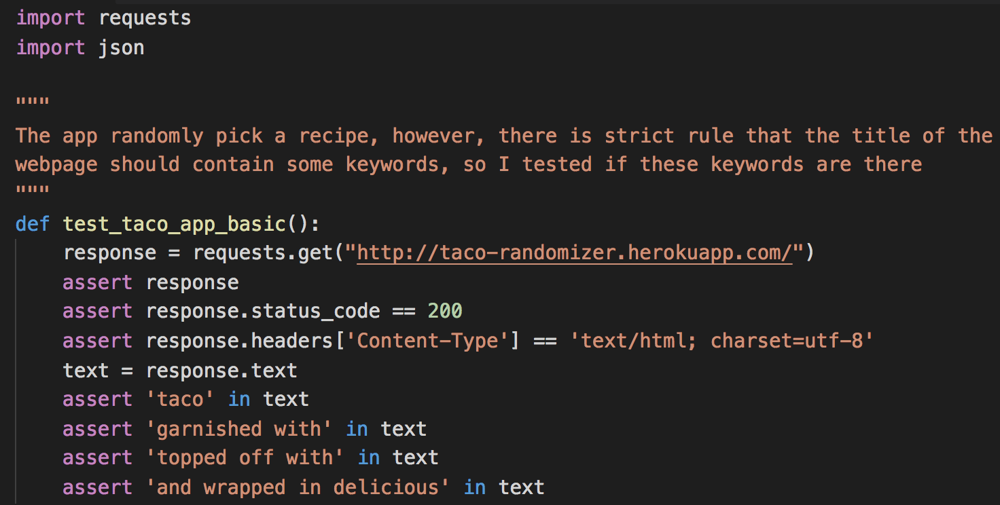 import requests
import json
"""
The app randomly pick a recipe, however, there is strict rule that the title of the
webpage should contain some keywords, so I tested if these keywords are there
"""
def test_taco_app_basic():
    response = requests.get("http://taco-randomizer.herokuapp.com/")
    assert response
    assert response.status_code == 200
    assert response.headers['Content-Type'] == 'text/html; charset=utf-8'
    text = response.text
    assert 'taco' in text
    assert 'garnished with' in text
    assert 'topped off with' in text
    assert 'and wrapped in delicious' in text